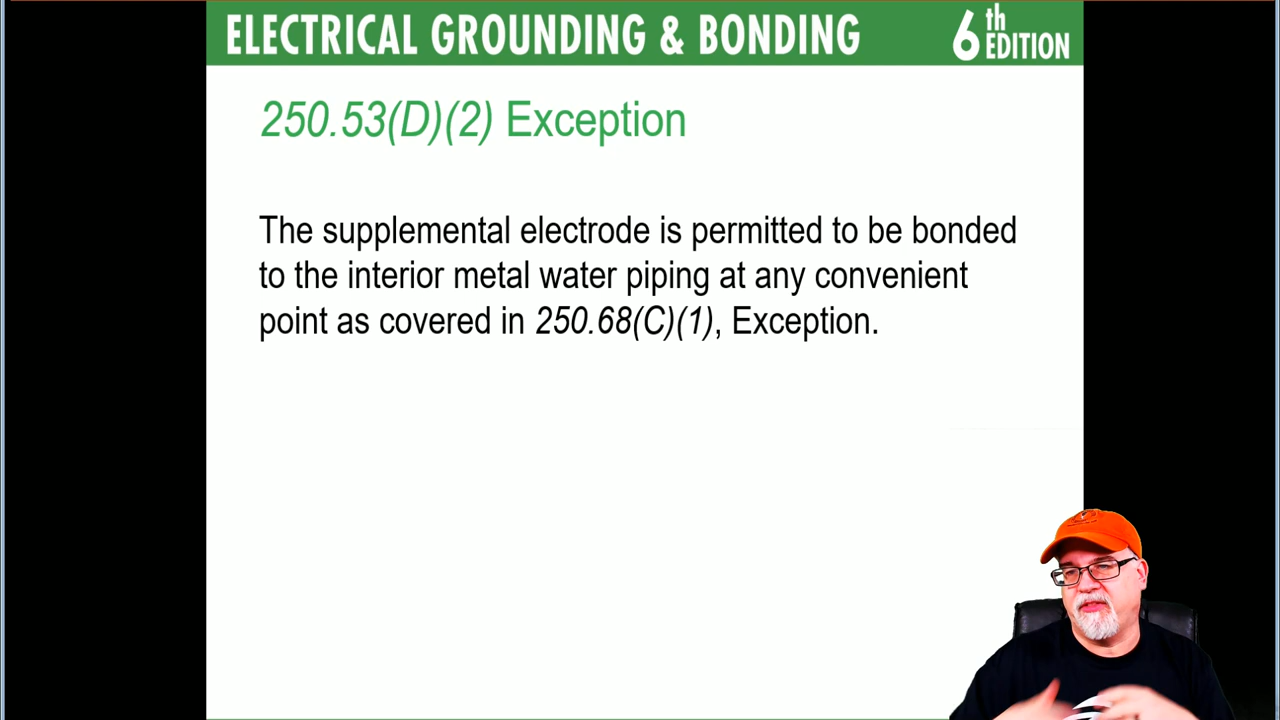 ELECTRICAL GROUNDING & BONDING
6th EDITION
250.53(D)(2) Exception
The supplemental electrode is permitted to be bonded
to the interior metal water piping at any convenient
point as covered in 250.68(C)(1), Exception.